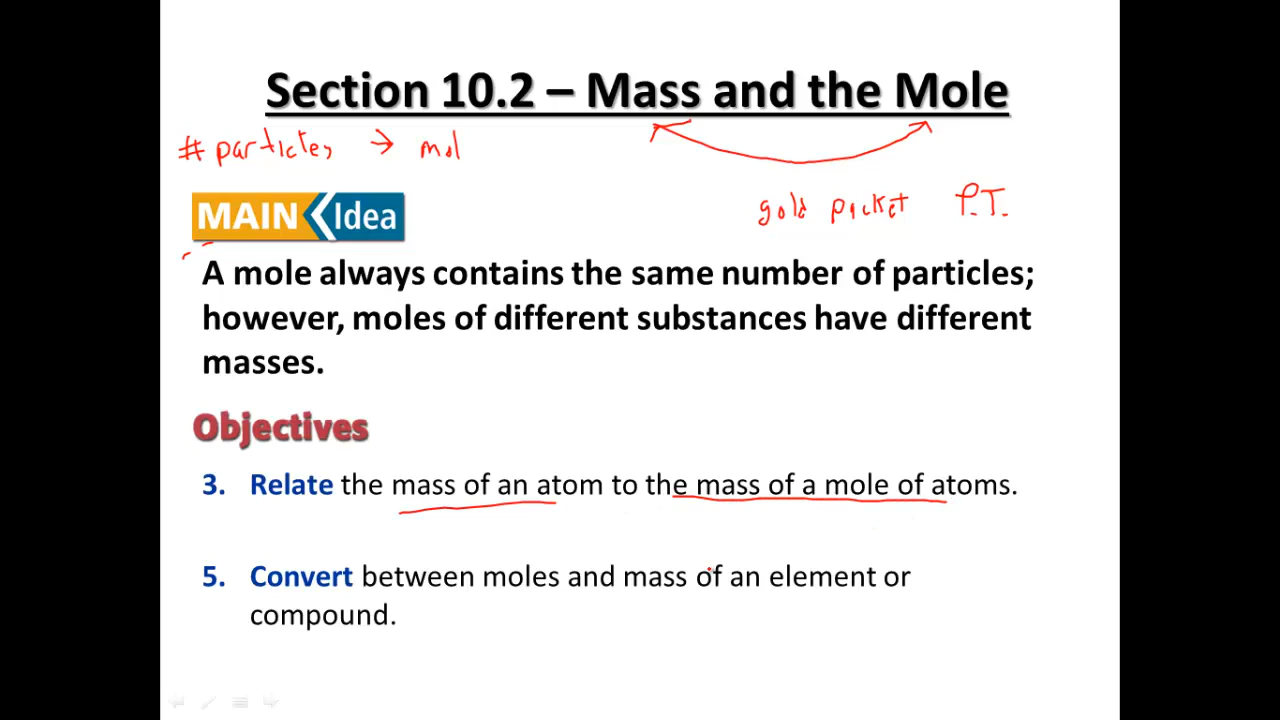 Section 10.2 – Mass and the Mole
# particles → mol
gold packet P.T.
MAIN Idea
A mole always contains the same number of particles;
however, moles of different substances have different
masses.
Objectives
3. Relate the mass of an atom to the mass of a mole of atoms.
5. Convert between moles and mass of an element or
compound.